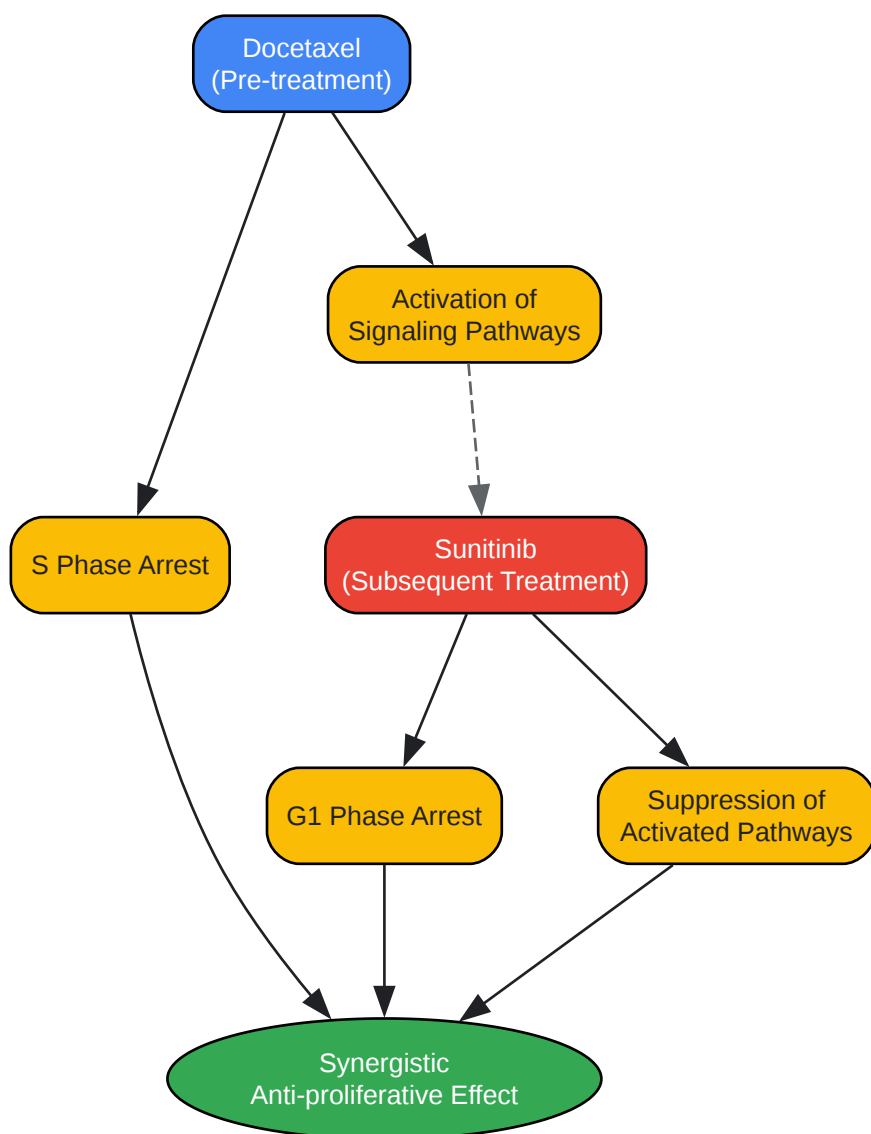 Docetaxel
(Pre-treatment)
Activation of
Signaling Pathways
S Phase Arrest
Sunitinib
(Subsequent Treatment)
G1 Phase Arrest
Suppression of
Activated Pathways
Synergistic
Anti-proliferative Effect